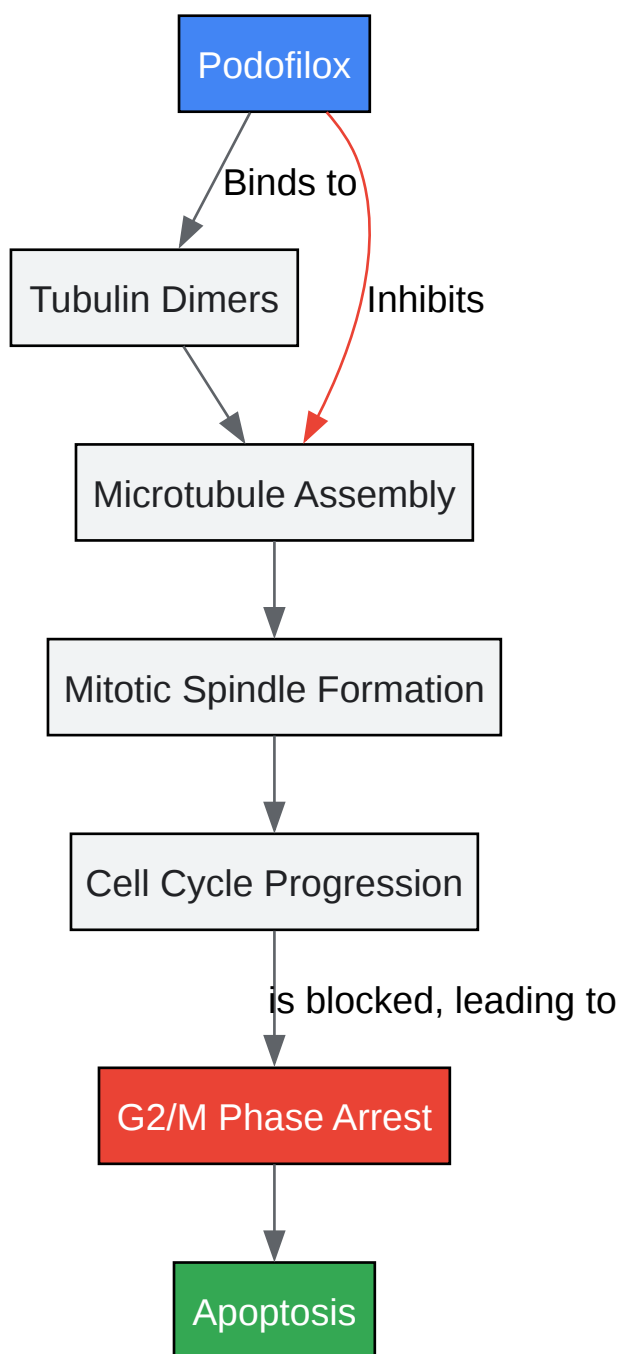 Podofilox
Binds to
Tubulin Dimers
Inhibits
Microtubule Assembly
Mitotic Spindle Formation
Cell Cycle Progression
is blocked, leading to
G2/M Phase Arrest
Apoptosis